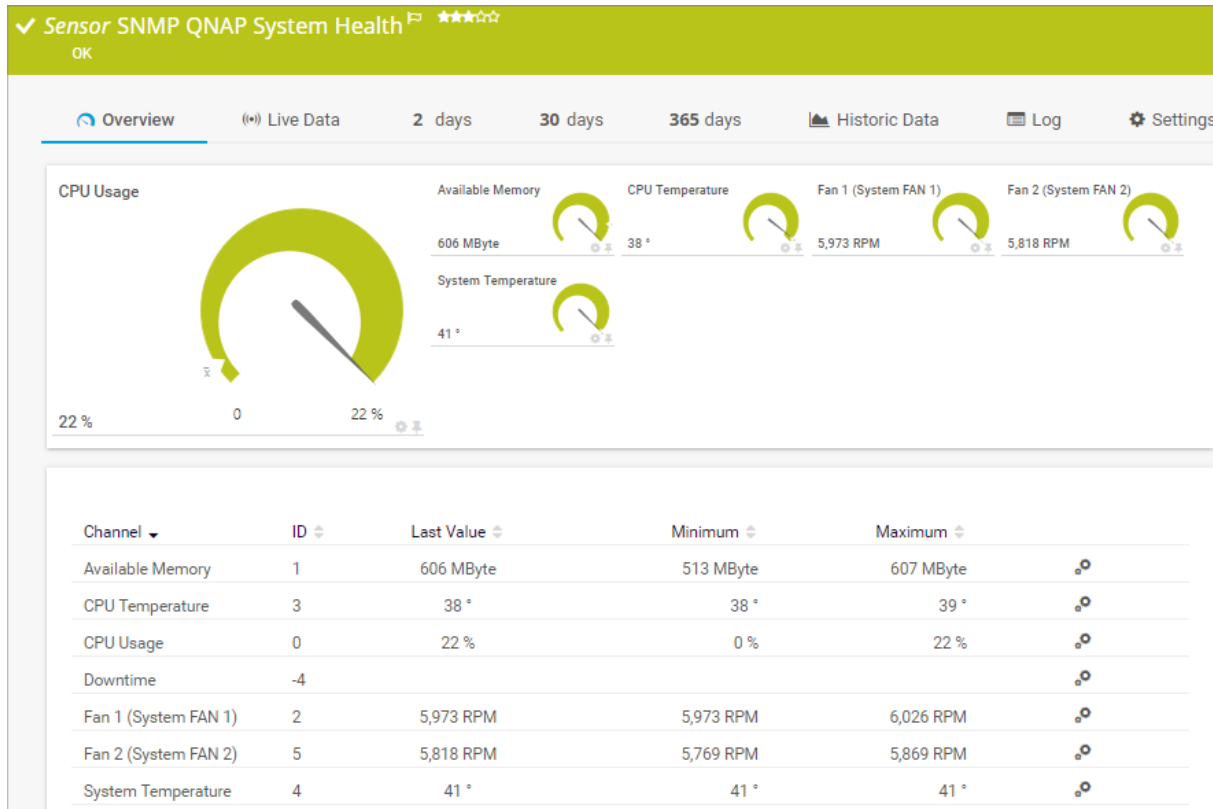 Sensor SNMP QNAP System Health
OK
Overview Live Data 2 days 30 days 365 days Historic Data Log Settings
CPU Usage
22 %
0 22 %
x̄
Available Memory
606 MByte
CPU Temperature
38 °
Fan 1 (System FAN 1)
5,973 RPM
Fan 2 (System FAN 2)
5,818 RPM
System Temperature
41 °
Channel ID Last Value Minimum Maximum
Available Memory 1 606 MByte 513 MByte 607 MByte
CPU Temperature 3 38 ° 38 ° 39 °
CPU Usage 0 22 % 0 % 22 %
Downtime -4
Fan 1 (System FAN 1) 2 5,973 RPM 5,973 RPM 6,026 RPM
Fan 2 (System FAN 2) 5 5,818 RPM 5,769 RPM 5,869 RPM
System Temperature 4 41 ° 41 ° 41 °